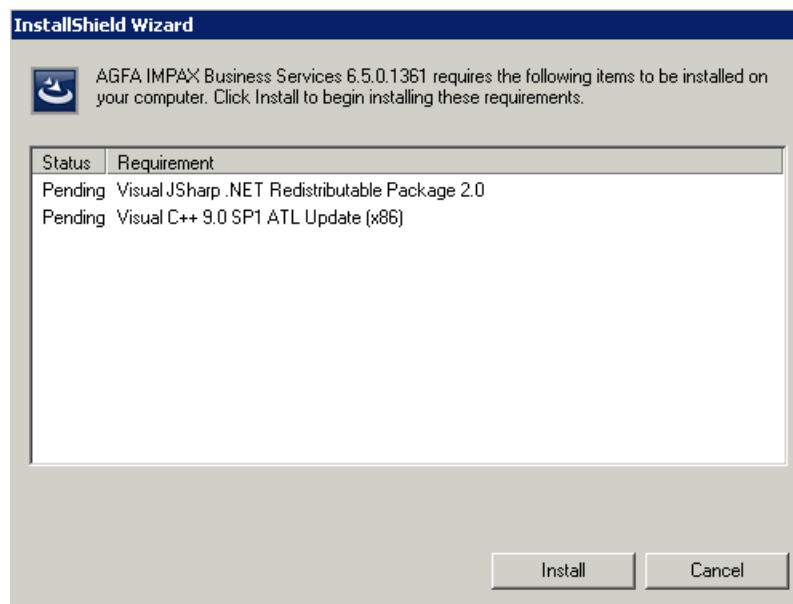 InstallShield Wizard
AGFA IMPAX Business Services 6.5.0.1361 requires the following items to be installed on
your computer. Click Install to begin installing these requirements.
Status Requirement
Pending Visual JSharp .NET Redistributable Package 2.0
Pending Visual C++ 9.0 SP1 ATL Update (x86)
Install Cancel